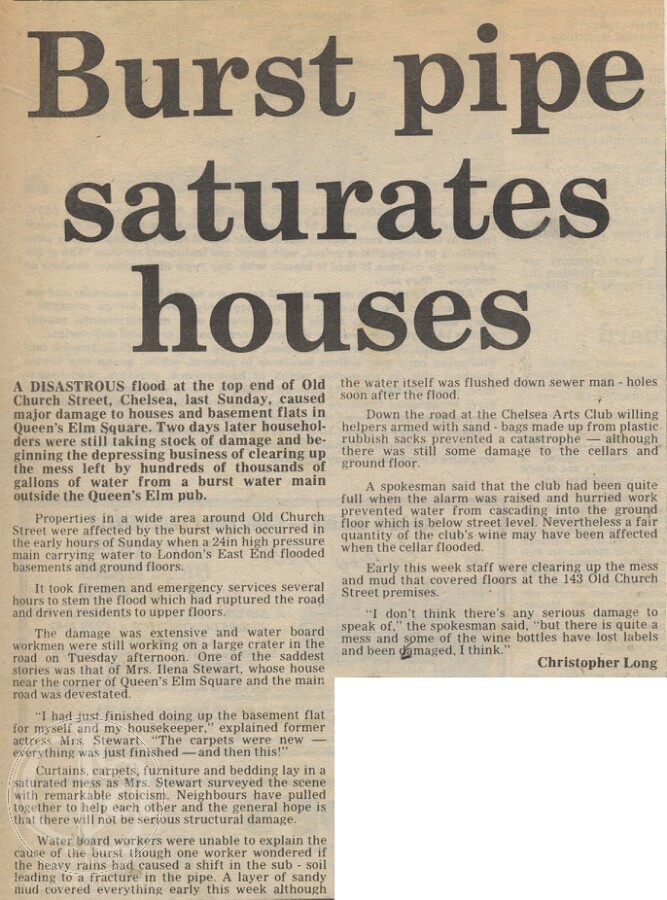 Burst pipe
saturates
houses
A DISASTROUS flood at the top end of Old
Church Street, Chelsea, last Sunday, caused
major damage to houses and basement flats in
Queen's Elm Square. Two days later househol-
ders were still taking stock of damage and be-
ginning the depressing business of clearing up
the mess left by hundreds of thousands of
gallons of water from a burst water main
outside the Queen's Elm pub.
Properties in a wide area around Old Church
Street were affected by the burst which occurred in
the early hours of Sunday when a 24in high pressure
main carrying water to London's East End flooded
basements and ground floors.
It took firemen and emergency services several
hours to stem the flood which had ruptured the road
and driven residents to upper floors.
The damage was extensive and water board
workmen were still working on a large crater in the
road on Tuesday afternoon. One of the saddest
stories was that of Mrs. Ilena Stewart, whose house
near the corner of Queen's Elm Square and the main
road was devestated.
"I had just finished doing up the basement flat
for myself and my housekeeper," explained former
actress Mrs. Stewart. "The carpets were new —
everything was just finished — and then this!"
Curtains, carpets, furniture and bedding lay in a
saturated mess as Mrs. Stewart surveyed the scene
with remarkable stoicism. Neighbours have pulled
together to help each other and the general hope is
that there will not be serious structural damage.
Water board workers were unable to explain the
cause of the burst though one worker wondered if
the heavy rains had caused a shift in the sub - soil
leading to a fracture in the pipe. A layer of sandy
mud covered everything early this week although
the water itself was flushed down sewer man - holes
soon after the flood.
Down the road at the Chelsea Arts Club willing
helpers armed with sand - bags made up from plastic
rubbish sacks prevented a catastrophe — although
there was still some damage to the cellars and
ground floor.
A spokesman said that the club had been quite
full when the alarm was raised and hurried work
prevented water from cascading into the ground
floor which is below street level. Nevertheless a fair
quantity of the club's wine may have been affected
when the cellar flooded.
Early this week staff were clearing up the mess
and mud that covered floors at the 143 Old Church
Street premises.
"I don't think there's any serious damage to
speak of," the spokesman said, "but there is quite a
mess and some of the wine bottles have lost labels
and been damaged, I think."
Christopher Long